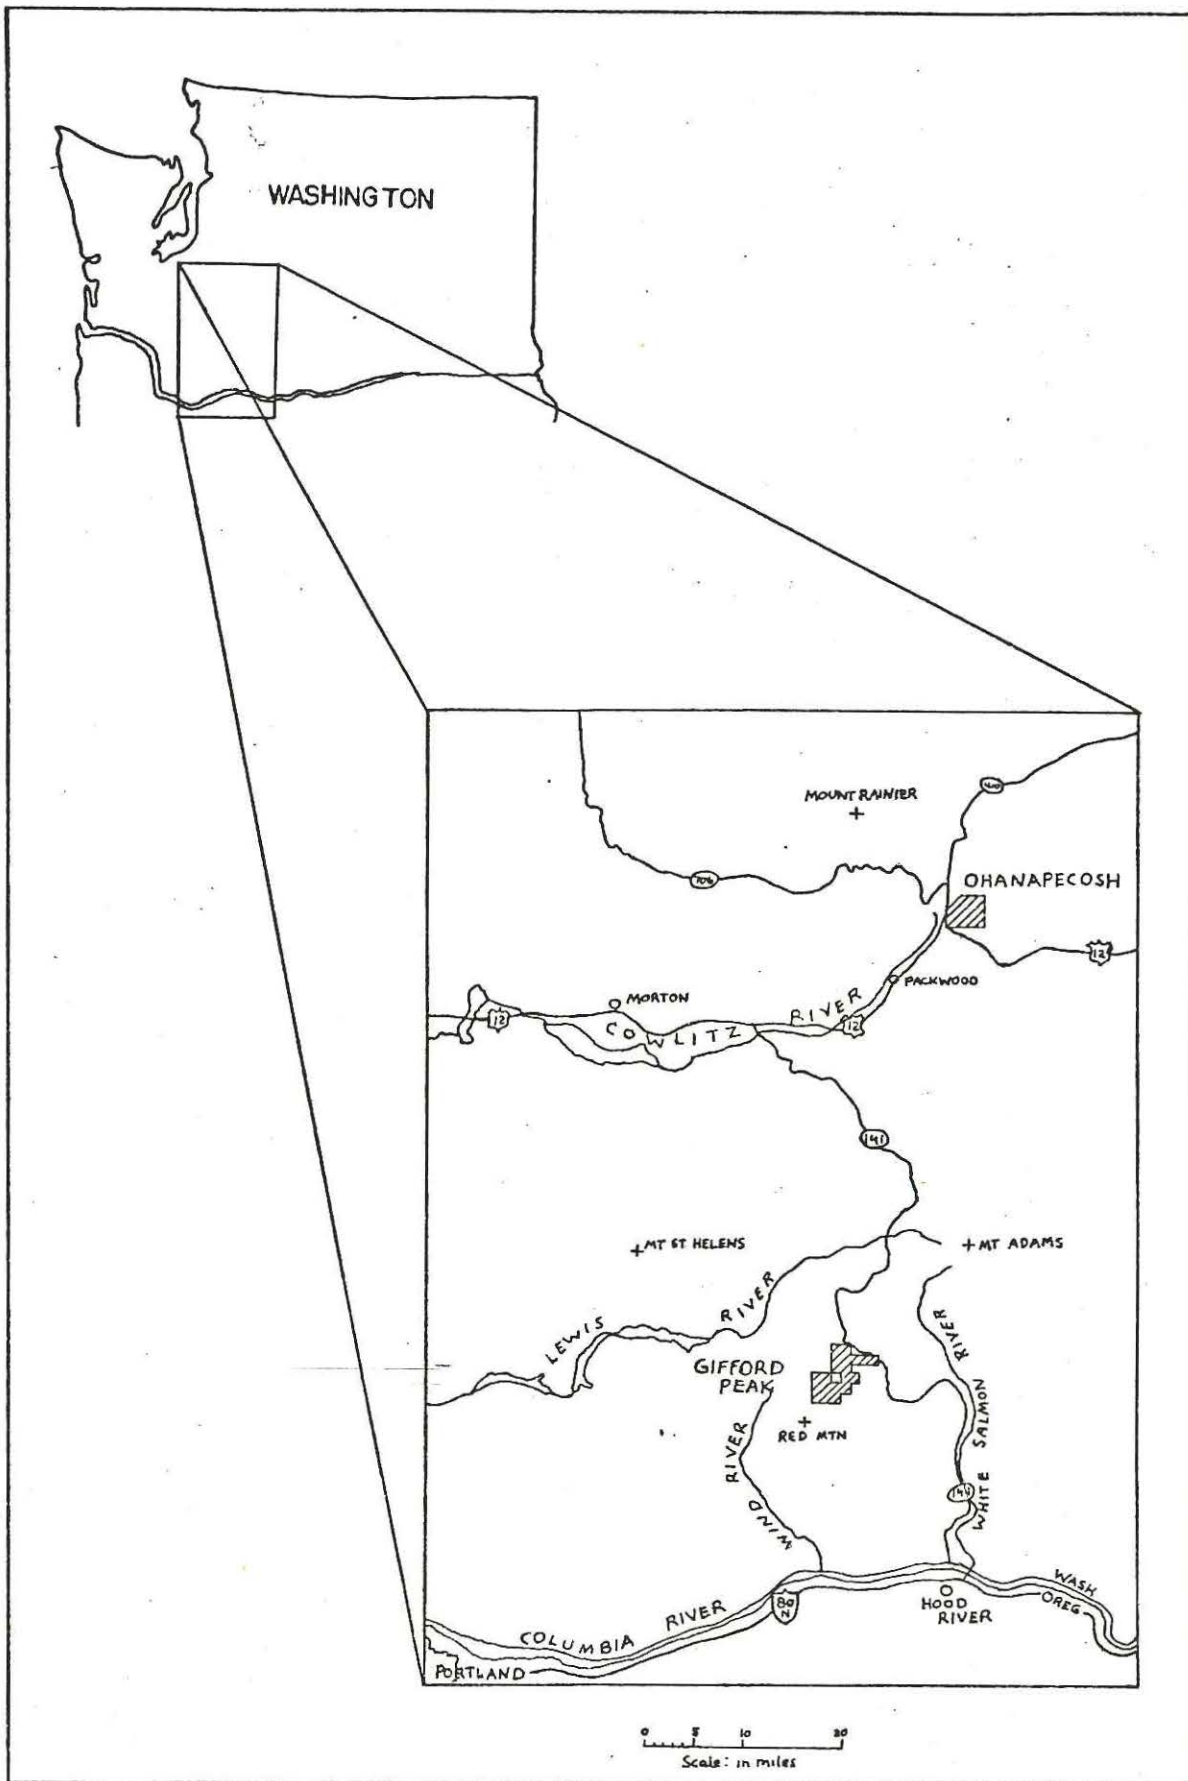 WASHINGTON
MOUNT RAINIER
410
706
OHANAPECOSH
12
PACKWOOD
MORTON
12
COWLITZ RIVER
12
141
MT ST HELENS
MT ADAMS
LEWIS RIVER
GIFFORD
PEAK
WHITE SALMON RIVER
RED MTN
WIND RIVER
141
WASH
OREG
HOOD
RIVER
80
N
COLUMBIA RIVER
PORTLAND
0 5 10 20
Scale: in miles